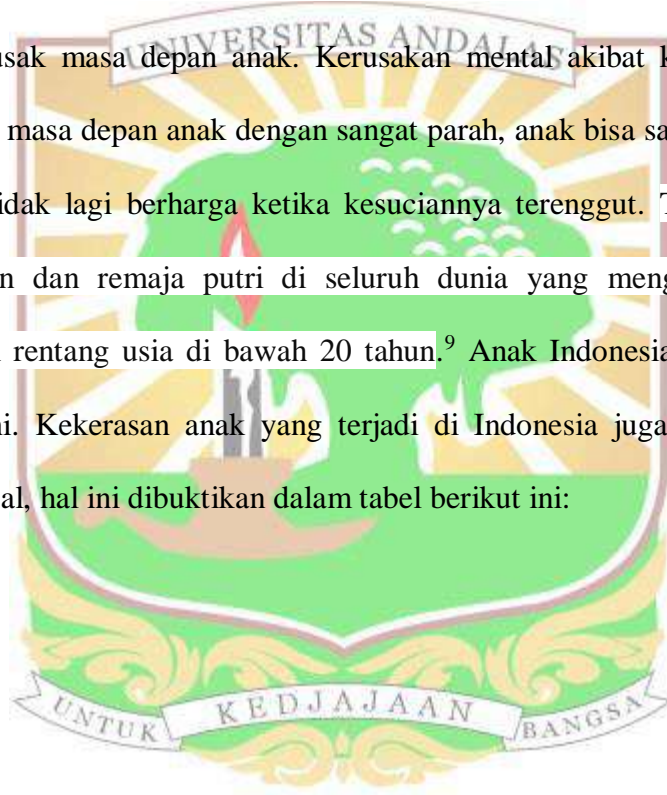 UNIVERSITAS ANDALAS
usak masa depan anak. Kerusakan mental akibat k
masa depan anak dengan sangat parah, anak bisa sa
idak lagi berharga ketika kesuciannya terenggut. T
n dan remaja putri di seluruh dunia yang meng
rentang usia di bawah 20 tahun.⁹ Anak Indonesia
ni. Kekerasan anak yang terjadi di Indonesia juga
al, hal ini dibuktikan dalam tabel berikut ini:
UNTUK KEDJAJAAN BANGSA